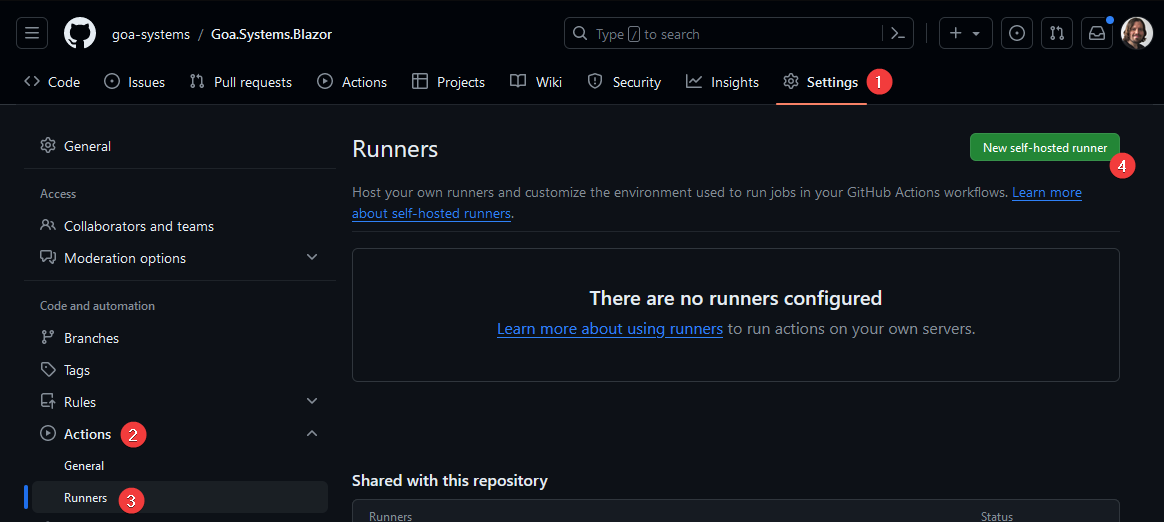 goa-systems / Goa.Systems.Blazor
Type / to search
Code Issues Pull requests Actions Projects Wiki Security Insights Settings 1
General
Access
Collaborators and teams
Moderation options
Code and automation
Branches
Tags
Rules
Actions 2
General
Runners 3
Runners
New self-hosted runner
4
Host your own runners and customize the environment used to run jobs in your GitHub Actions workflows. Learn more
about self-hosted runners.
There are no runners configured
Learn more about using runners to run actions on your own servers.
Shared with this repository
Runners Status